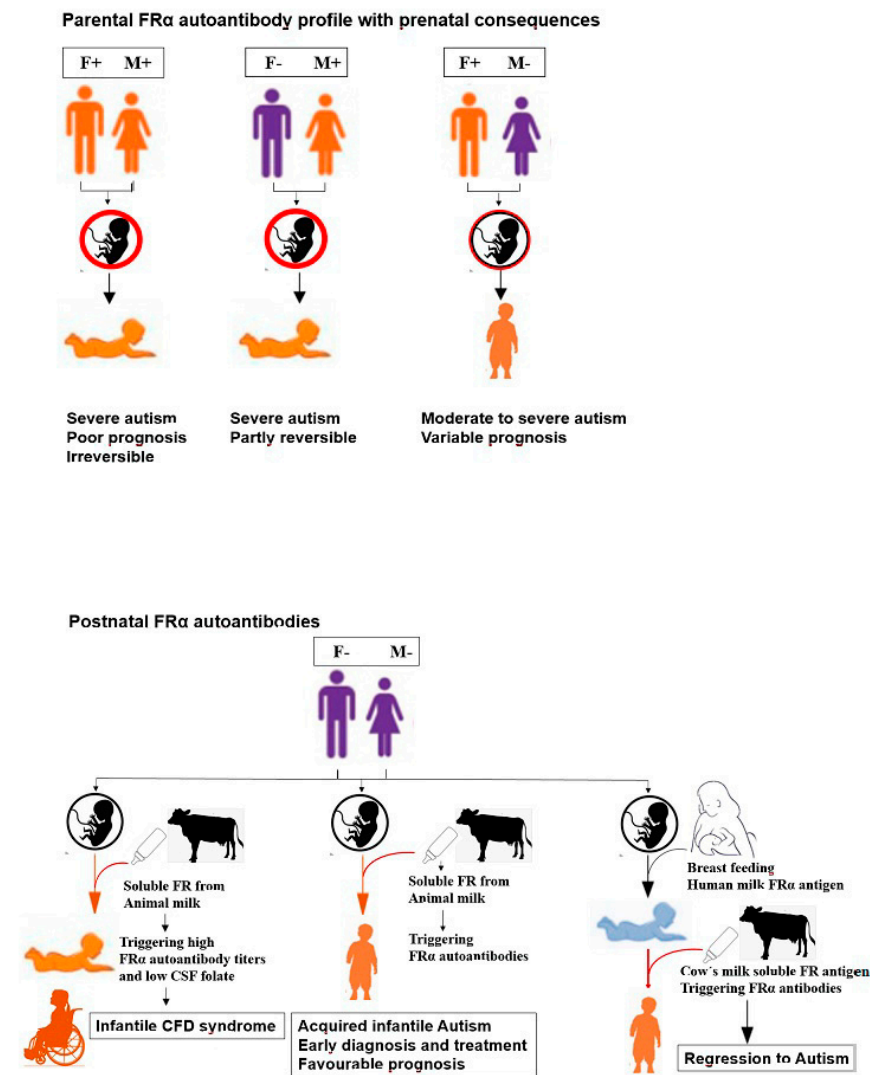 Parental FRα autoantibody profile with prenatal consequences
F+ M+
F- M+
F+ M-
Severe autism
Poor prognosis
Irreversible
Severe autism
Partly reversible
Moderate to severe autism
Variable prognosis
Postnatal FRα autoantibodies
F- M-
Soluble FR from
Animal milk
Triggering high
FRα autoantibody titers
and low CSF folate
Infantile CFD syndrome
Soluble FR from
Animal milk
Triggering
FRα autoantibodies
Acquired infantile Autism
Early diagnosis and treatment
Favourable prognosis
Breast feeding
Human milk FRα antigen
Cow's milk soluble FR antigen
Triggering FRα antibodies
Regression to Autism